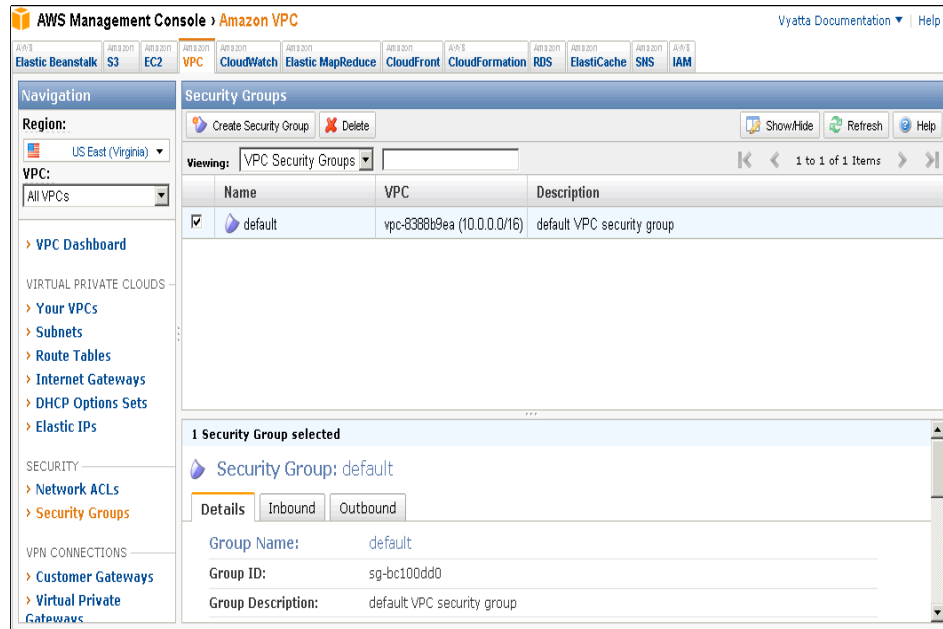 AWS Management Console › Amazon VPC
Vyatta Documentation ▼ | Help
AWS Elastic Beanstalk
Amazon S3
Amazon EC2
Amazon VPC
Amazon CloudWatch
Amazon Elastic MapReduce
Amazon CloudFront
AWS CloudFormation
Amazon RDS
Amazon ElastiCache
Amazon SNS
AWS IAM
Navigation
Region:
US East (Virginia) ▼
VPC:
All VPCs
› VPC Dashboard
VIRTUAL PRIVATE CLOUDS
› Your VPCs
› Subnets
› Route Tables
› Internet Gateways
› DHCP Options Sets
› Elastic IPs
SECURITY
› Network ACLs
› Security Groups
VPN CONNECTIONS
› Customer Gateways
› Virtual Private
Gateways
Security Groups
Create Security Group Delete Show/Hide Refresh Help
Viewing: VPC Security Groups 1 to 1 of 1 Items
Name VPC Description
default vpc-8388b9ea (10.0.0.0/16) default VPC security group
1 Security Group selected
Security Group: default
Details Inbound Outbound
Group Name: default
Group ID: sg-bc100dd0
Group Description: default VPC security group